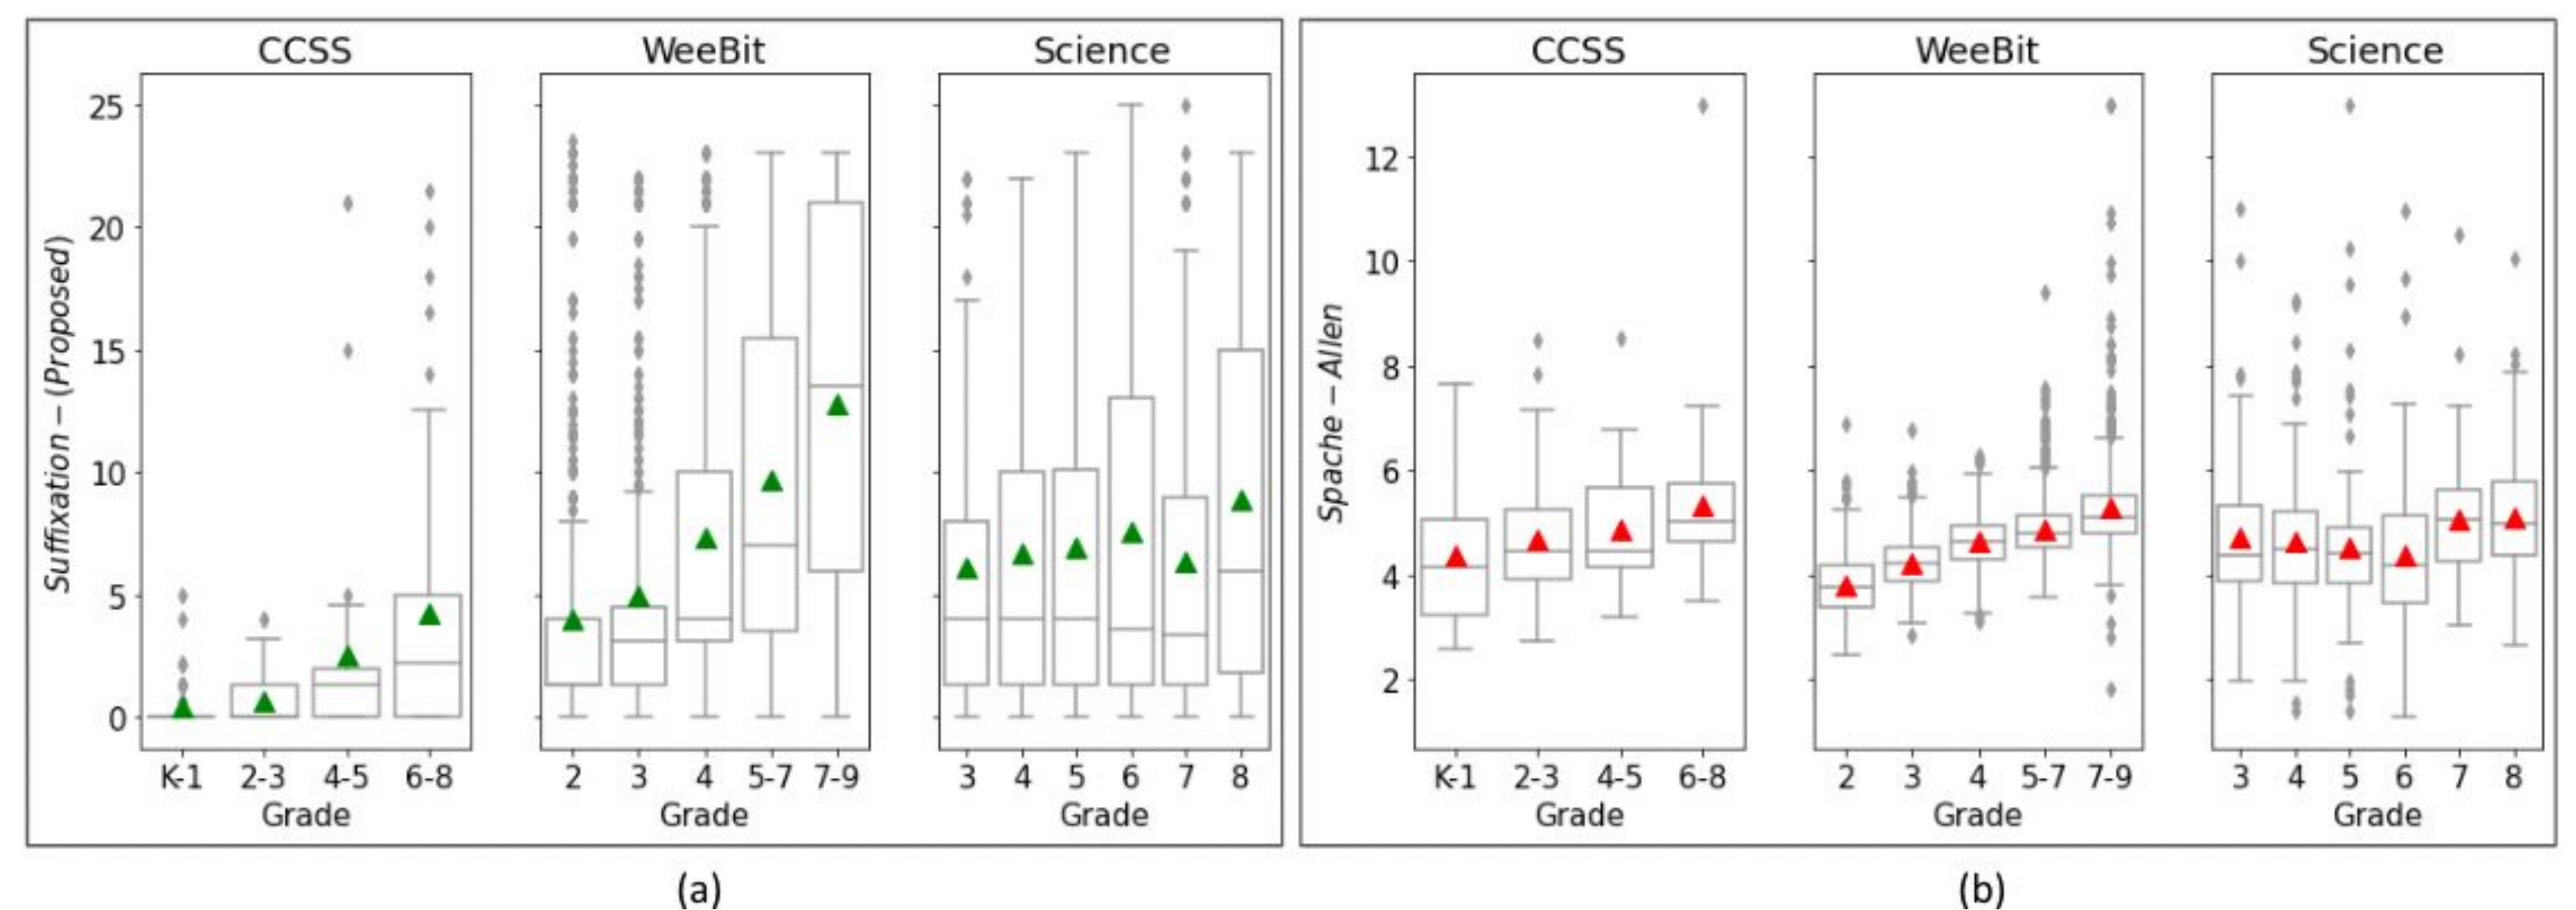 CCSS WeeBit Science
Suffixation – (Proposed)
25
20
15
10
5
0
K-1 2-3 4-5 6-8
2 3 4 5-7 7-9
3 4 5 6 7 8
Grade Grade Grade
(a)
CCSS WeeBit Science
Spache – Allen
12
10
8
6
4
2
K-1 2-3 4-5 6-8
2 3 4 5-7 7-9
3 4 5 6 7 8
Grade Grade Grade
(b)